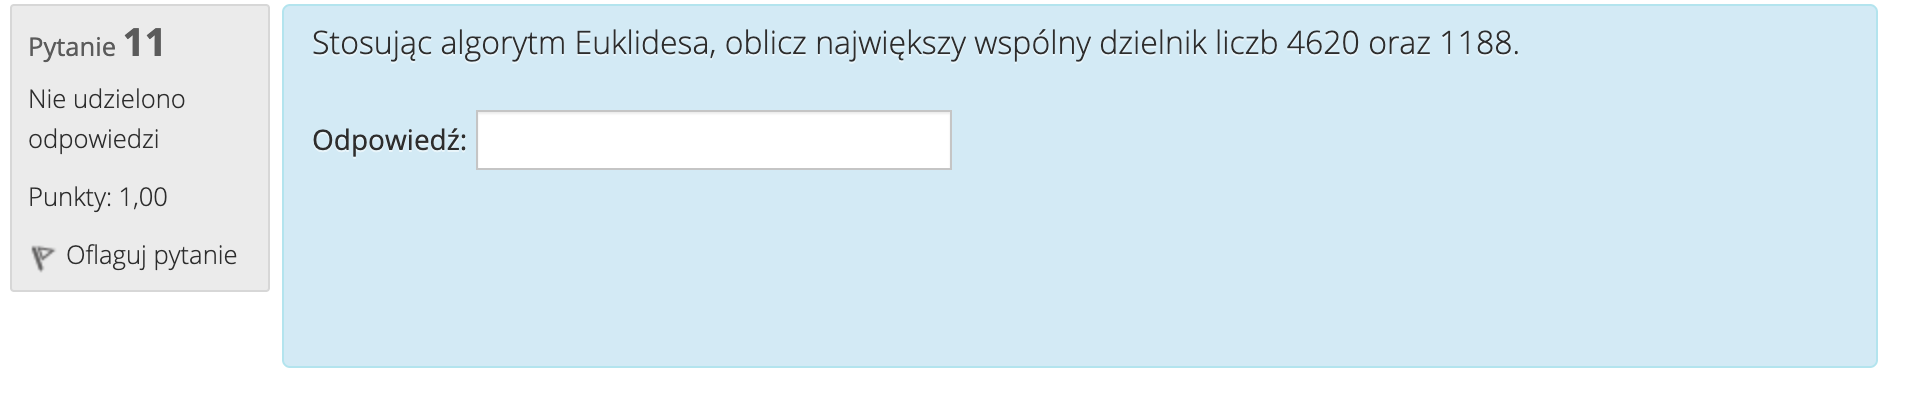 Pytanie 11
Nie udzielono
odpowiedzi
Punkty: 1,00
Oflaguj pytanie
Stosując algorytm Euklidesa, oblicz największy wspólny dzielnik liczb 4620 oraz 1188.
Odpowiedź: